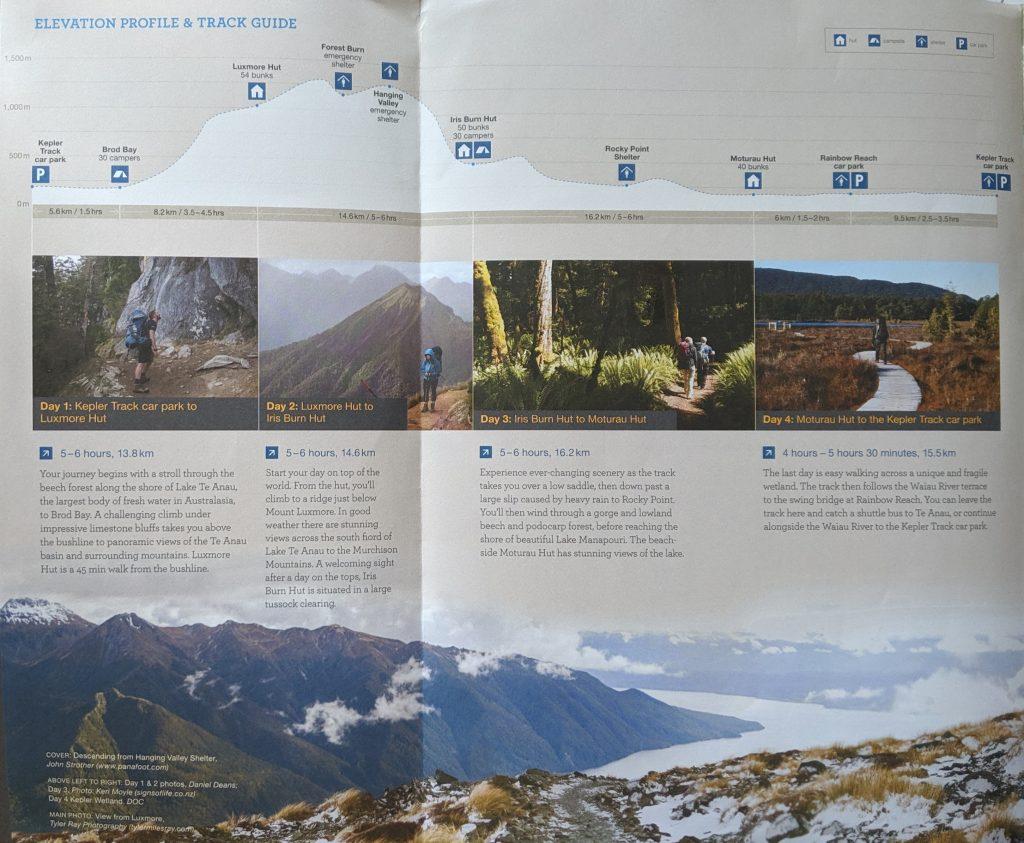 ELEVATION PROFILE & TRACK GUIDE
hut
campsite
shelter
car park
1,500 m
1,000 m
500 m
0 m
Kepler
Track
car park
Brod Bay
30 campers
Luxmore Hut
54 bunks
Forest Burn
emergency
shelter
Hanging
Valley
emergency
shelter
Iris Burn Hut
50 bunks
30 campers
Rocky Point
Shelter
Moturau Hut
40 bunks
Rainbow Reach
car park
Kepler Track
car park
5.6 km / 1.5 hrs
8.2 km / 3.5–4.5 hrs
14.6 km / 5–6 hrs
16.2 km / 5–6 hrs
6 km / 1.5–2 hrs
9.5 km / 2.5–3.5 hrs
Day 1: Kepler Track car park to
Luxmore Hut
Day 2: Luxmore Hut to
Iris Burn Hut
Day 3: Iris Burn Hut to Moturau Hut
Day 4: Moturau Hut to the Kepler Track car park
5–6 hours, 13.8 km
Your journey begins with a stroll through the
beech forest along the shore of Lake Te Anau,
the largest body of fresh water in Australasia,
to Brod Bay. A challenging climb under
impressive limestone bluffs takes you above
the bushline to panoramic views of the Te Anau
basin and surrounding mountains. Luxmore
Hut is a 45 min walk from the bushline.
5–6 hours, 14.6 km
Start your day on top of the
world. From the hut, you'll
climb to a ridge just below
Mount Luxmore. In good
weather there are stunning
views across the south fiord of
Lake Te Anau to the Murchison
Mountains. A welcoming sight
after a day on the tops, Iris
Burn Hut is situated in a large
tussock clearing.
5–6 hours, 16.2 km
Experience ever-changing scenery as the track
takes you over a low saddle, then down past a
large slip caused by heavy rain to Rocky Point.
You'll then wind through a gorge and lowland
beech and podocarp forest, before reaching the
shore of beautiful Lake Manapouri. The beach-
side Moturau Hut has stunning views of the lake.
4 hours – 5 hours 30 minutes, 15.5 km
The last day is easy walking across a unique and fragile
wetland. The track then follows the Waiau River terrace
to the swing bridge at Rainbow Reach. You can leave the
track here and catch a shuttle bus to Te Anau, or continue
alongside the Waiau River to the Kepler Track car park.
COVER: Descending from Hanging Valley Shelter,
John Strother (www.panafoot.com)
ABOVE LEFT TO RIGHT: Day 1 & 2 photos, Daniel Deans;
Day 3, Photo: Keri Moyle (signsoflife.co.nz)
Day 4 Kepler Wetland, DOC
MAIN PHOTO: View from Luxmore,
Tyler Ray Photography (tylermilesray.com)